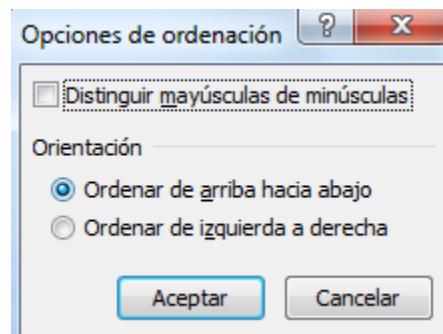 Opciones de ordenación
Distinguir mayúsculas de minúsculas
Orientación
Ordenar de arriba hacia abajo
Ordenar de izquierda a derecha
Aceptar Cancelar